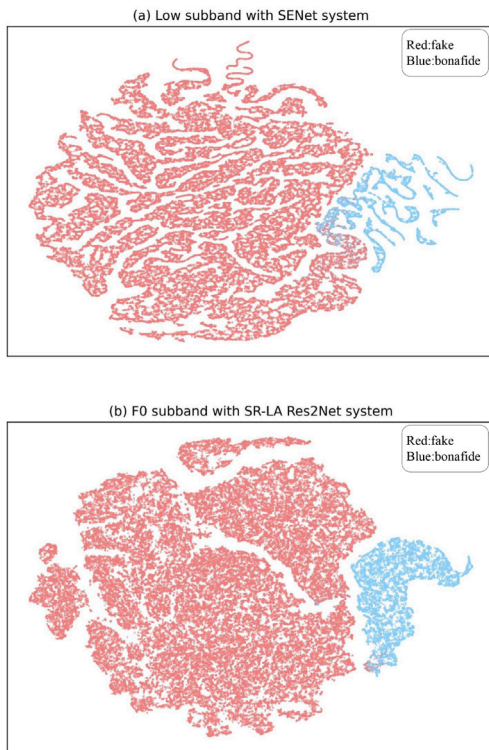 (a) Low subband with SENet system
Red:fake
Blue:bonafide
(b) F0 subband with SR-LA Res2Net system
Red:fake
Blue:bonafide